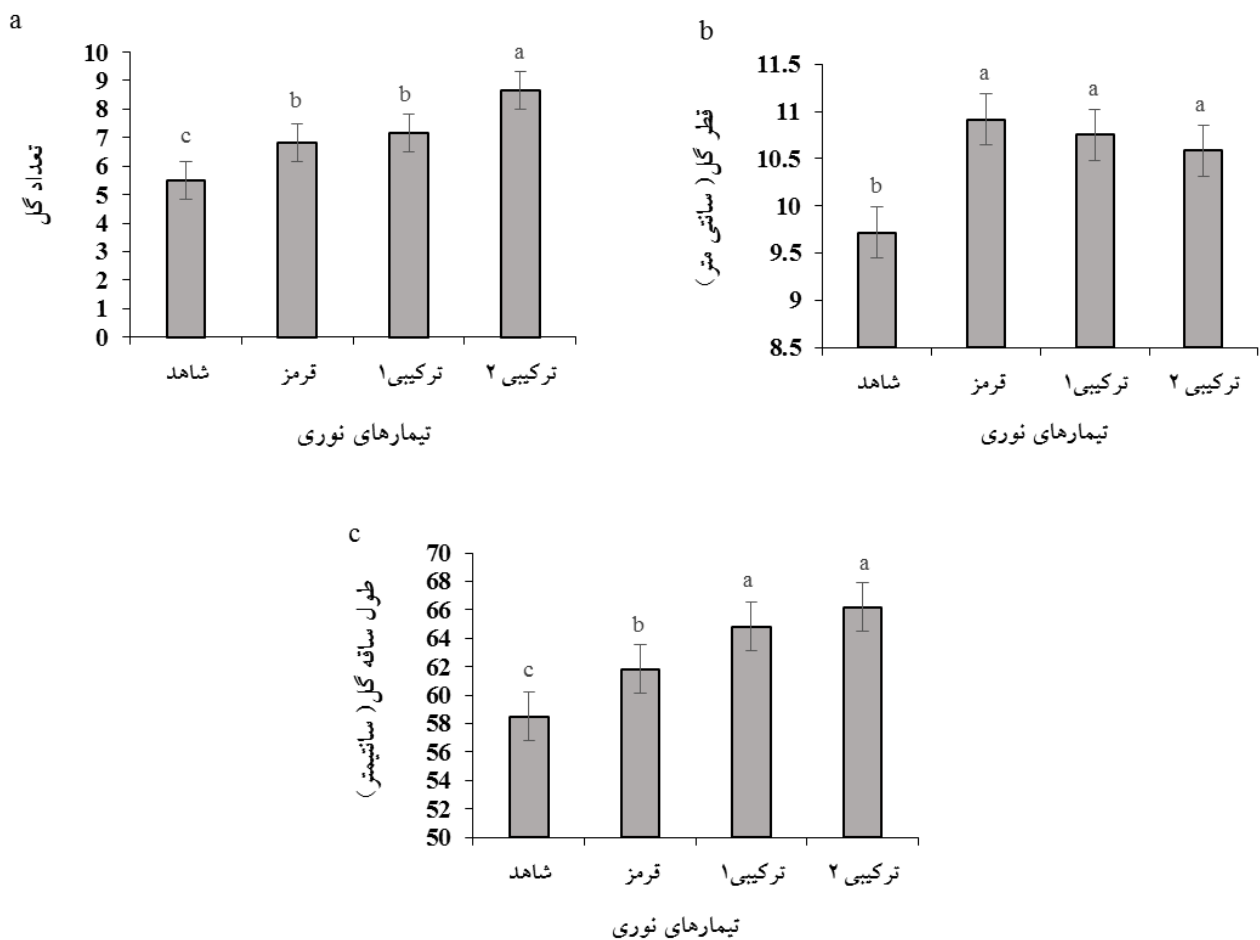 a
10
9
8
7
6
5
4
3
2
1
0
تعداد گل
c
b
b
a
شاهد
قرمز
ترکیبی۱
ترکیبی ۲
تیمارهای نوری
b
11.5
11
10.5
10
9.5
9
8.5
قطر گل( سانتی متر)
b
a
a
a
شاهد
قرمز
ترکیبی۱
ترکیبی ۲
تیمارهای نوری
c
70
68
66
64
62
60
58
56
54
52
50
طول ساقه گل( سانتیمتر)
c
b
a
a
شاهد
قرمز
ترکیبی۱
ترکیبی ۲
تیمارهای نوری